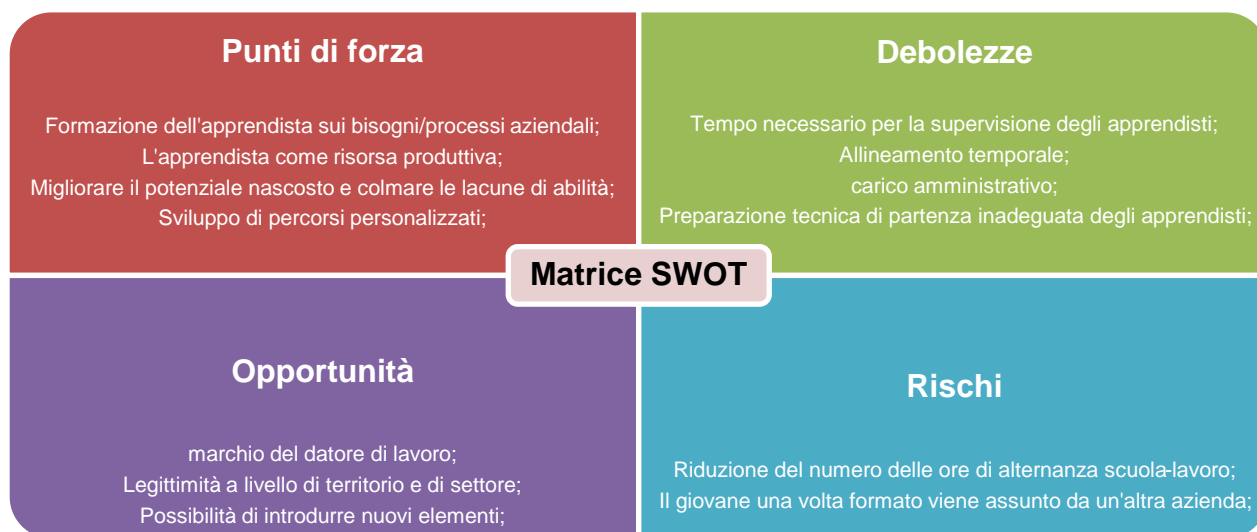 Punti di forza
Formazione dell'apprendista sui bisogni/processi aziendali;
L'apprendista come risorsa produttiva;
Migliorare il potenziale nascosto e colmare le lacune di abilità;
Sviluppo di percorsi personalizzati;
Debolezze
Tempo necessario per la supervisione degli apprendisti;
Allineamento temporale;
carico amministrativo;
Preparazione tecnica di partenza inadeguata degli apprendisti;
Matrice SWOT
Opportunità
marchio del datore di lavoro;
Legittimità a livello di territorio e di settore;
Possibilità di introdurre nuovi elementi;
Rischi
Riduzione del numero delle ore di alternanza scuola-lavoro;
Il giovane una volta formato viene assunto da un'altra azienda;